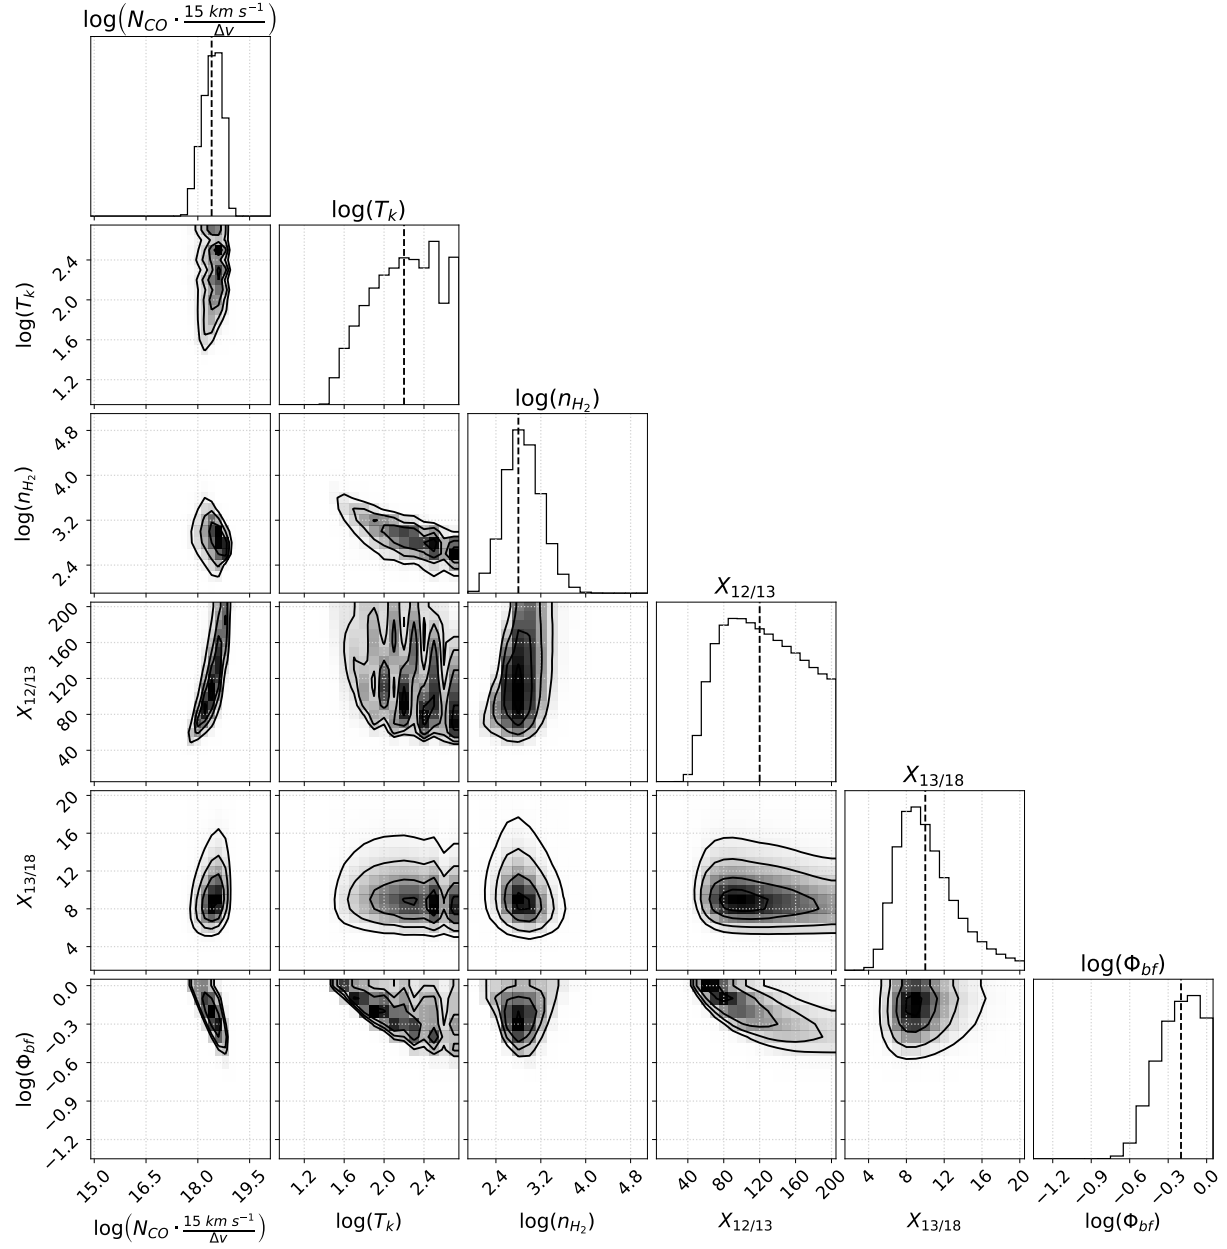 log(N_CO · 15 km s⁻¹/Δv)
log(T_k)
2.4
2.0
1.6
1.2
log(T_k)
log(n_H₂)
4.8
4.0
3.2
2.4
log(n_H₂)
X_12/13
200
160
120
80
40
X_12/13
X_13/18
20
16
12
8
4
X_13/18
log(Φ_bf)
0.0
−0.3
−0.6
−0.9
−1.2
log(Φ_bf)
15.0 16.5 18.0 19.5 1.2 1.6 2.0 2.4 2.4 3.2 4.0 4.8 40 80 120 160 200 4 8 12 16 20 −1.2 −0.9 −0.6 −0.3 0.0
log(N_CO · 15 km s⁻¹/Δv) log(T_k) log(n_H₂) X_12/13 X_13/18 log(Φ_bf)